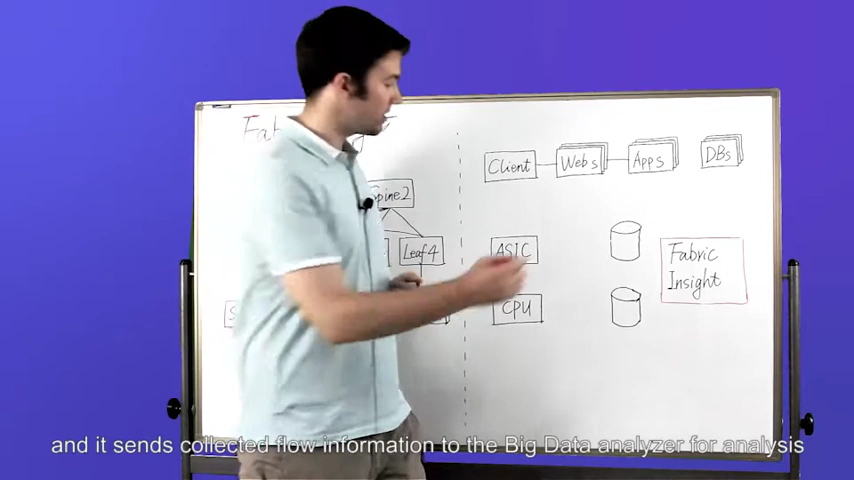 Fab
Client
Webs
Apps
DBs
Spine2
Leaf4
ASIC
CPU
Fabric
Insight
and it sends collected flow information to the Big Data analyzer for analysis